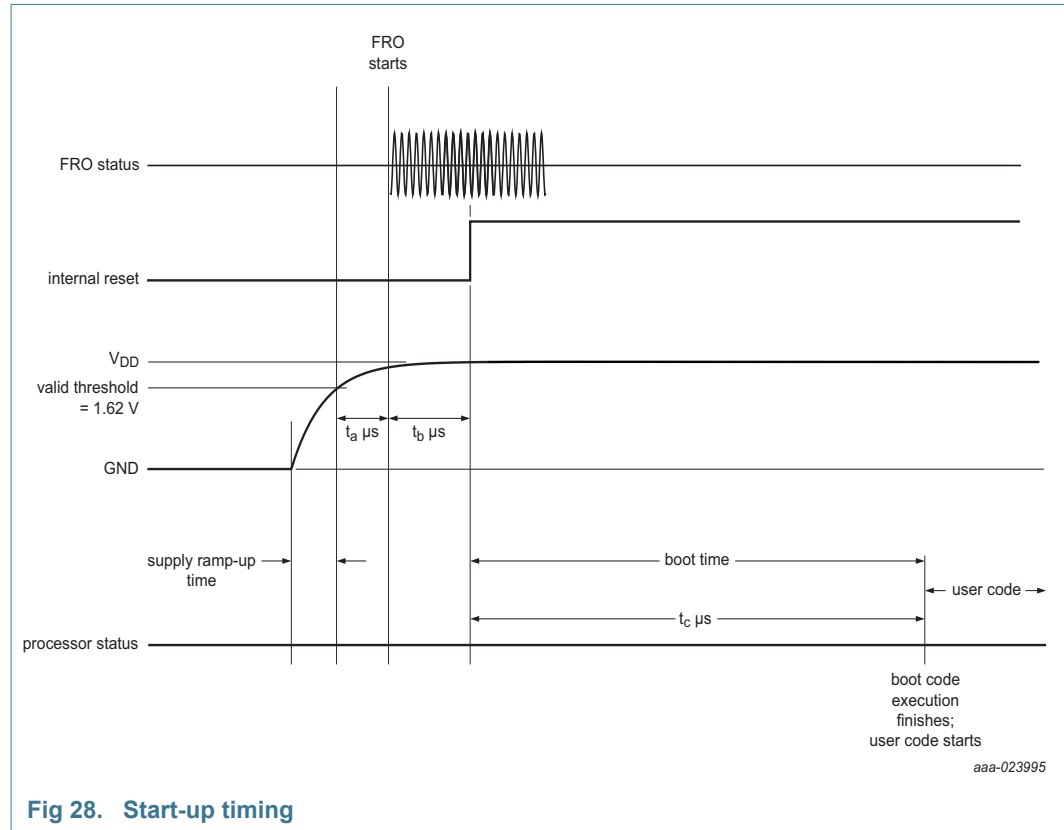 FRO
starts
FRO status
internal reset
VDD
valid threshold
= 1.62 V
ta µs
tb µs
GND
supply ramp-up
time
boot time
user code
tc µs
processor status
boot code
execution
finishes;
user code starts
aaa-023995
Fig 28. Start-up timing